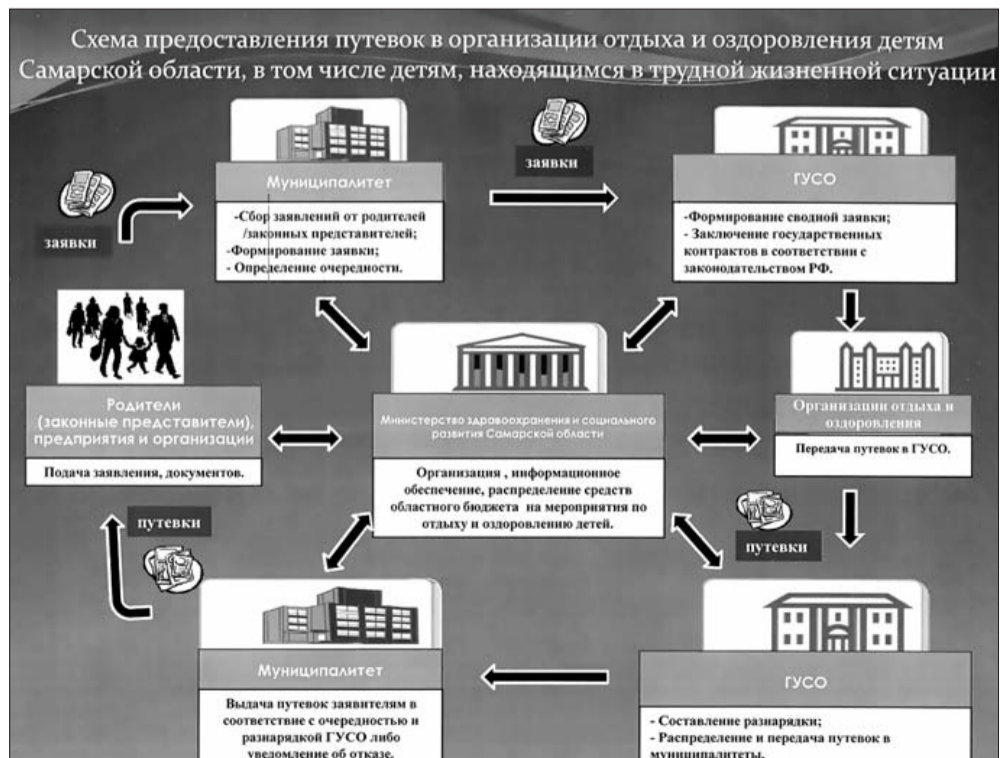 Схема предоставления путевок в организации отдыха и оздоровления детям
Самарской области, в том числе детям, находящимся в трудной жизненной ситуации
заявки
Муниципалитет
-Сбор заявлений от родителей
/законных представителей;
-Формирование заявки;
- Определение очередности.
заявки
ГУСО
-Формирование сводной заявки;
- Заключение государственных
контрактов в соответствии с
законодательством РФ.
Родители
(законные представители),
предприятия и организации
Подача заявления, документов.
Министерство здравоохранения и социального
развития Самарской области
Организация , информационное
обеспечение, распределение средств
областного бюджета на мероприятия по
отдыху и оздоровлению детей.
Организации отдыха и
оздоровления
Передача путевок в ГУСО.
путевки
путевки
Муниципалитет
Выдача путевок заявителям в
соответствие с очередностью и
разнарядкой ГУСО либо
уведомление об отказе.
ГУСО
- Составление разнарядки;
- Распределение и передача путевок в
муниципалитеты.